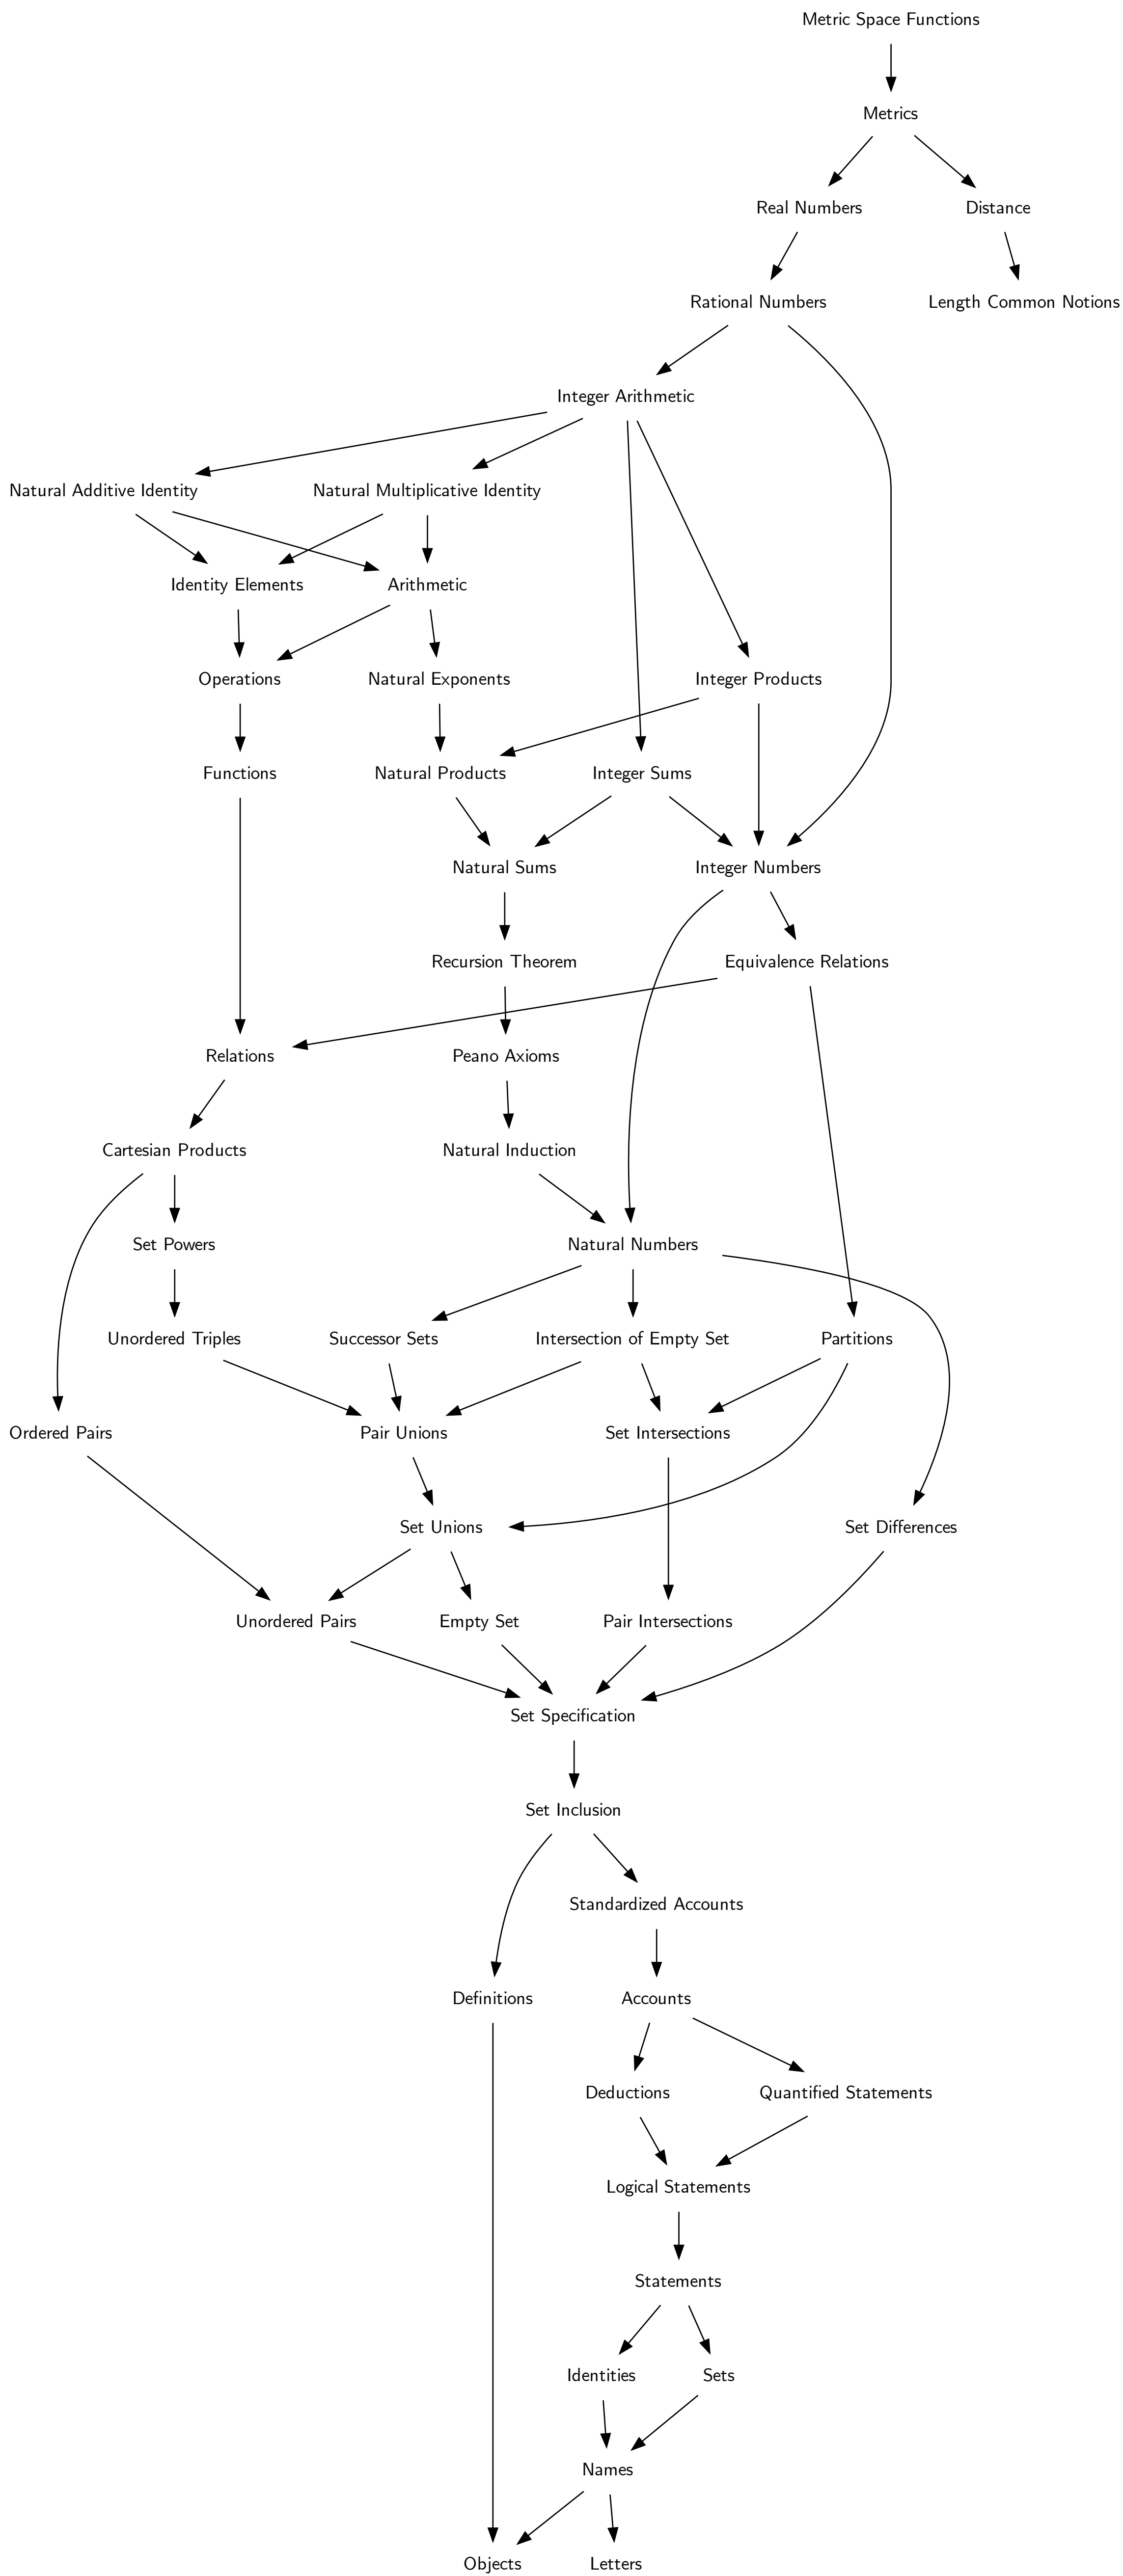 Metric Space Functions
Metrics
Real Numbers
Distance
Rational Numbers
Length Common Notions
Integer Arithmetic
Natural Additive Identity
Natural Multiplicative Identity
Identity Elements
Arithmetic
Operations
Natural Exponents
Integer Products
Functions
Natural Products
Integer Sums
Natural Sums
Integer Numbers
Recursion Theorem
Equivalence Relations
Relations
Peano Axioms
Cartesian Products
Natural Induction
Set Powers
Natural Numbers
Unordered Triples
Successor Sets
Intersection of Empty Set
Partitions
Ordered Pairs
Pair Unions
Set Intersections
Set Unions
Set Differences
Unordered Pairs
Empty Set
Pair Intersections
Set Specification
Set Inclusion
Standardized Accounts
Definitions
Accounts
Deductions
Quantified Statements
Logical Statements
Statements
Identities
Sets
Names
Objects
Letters